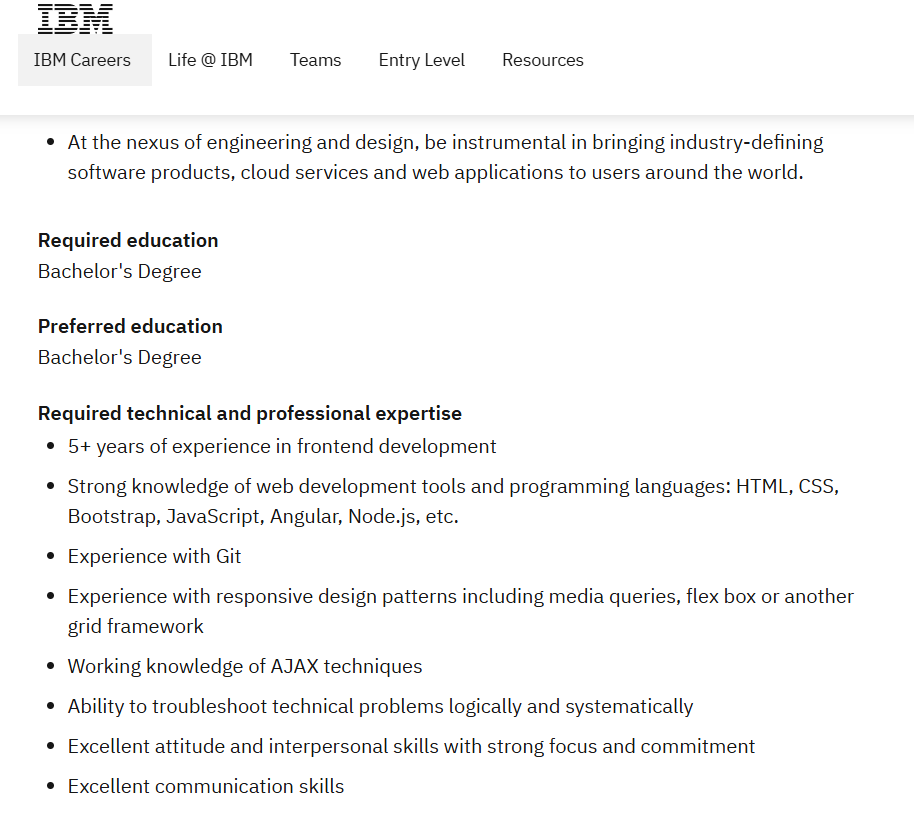 IBM
IBM Careers Life @ IBM Teams Entry Level Resources
• At the nexus of engineering and design, be instrumental in bringing industry-defining
software products, cloud services and web applications to users around the world.
Required education
Bachelor's Degree
Preferred education
Bachelor's Degree
Required technical and professional expertise
• 5+ years of experience in frontend development
• Strong knowledge of web development tools and programming languages: HTML, CSS,
Bootstrap, JavaScript, Angular, Node.js, etc.
• Experience with Git
• Experience with responsive design patterns including media queries, flex box or another
grid framework
• Working knowledge of AJAX techniques
• Ability to troubleshoot technical problems logically and systematically
• Excellent attitude and interpersonal skills with strong focus and commitment
• Excellent communication skills